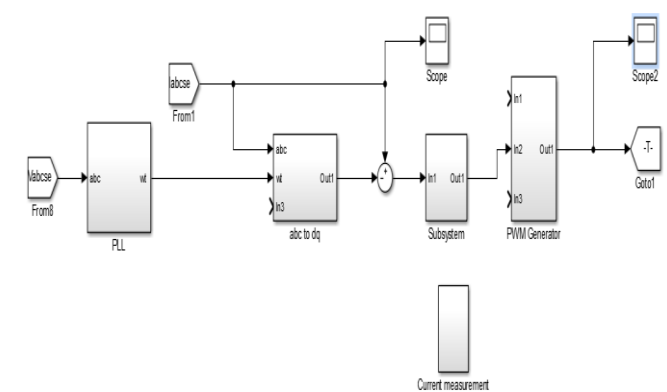 Scope
Scope2
Iabcse
From1
In1
abc
In2
Out1
-T-
Goto1
Vabcse
From8
abc
wt
wt
Out1
In1
Out1
In3
In3
PLL
abc to dq
Subsystem
PWM Generator
Current measurement